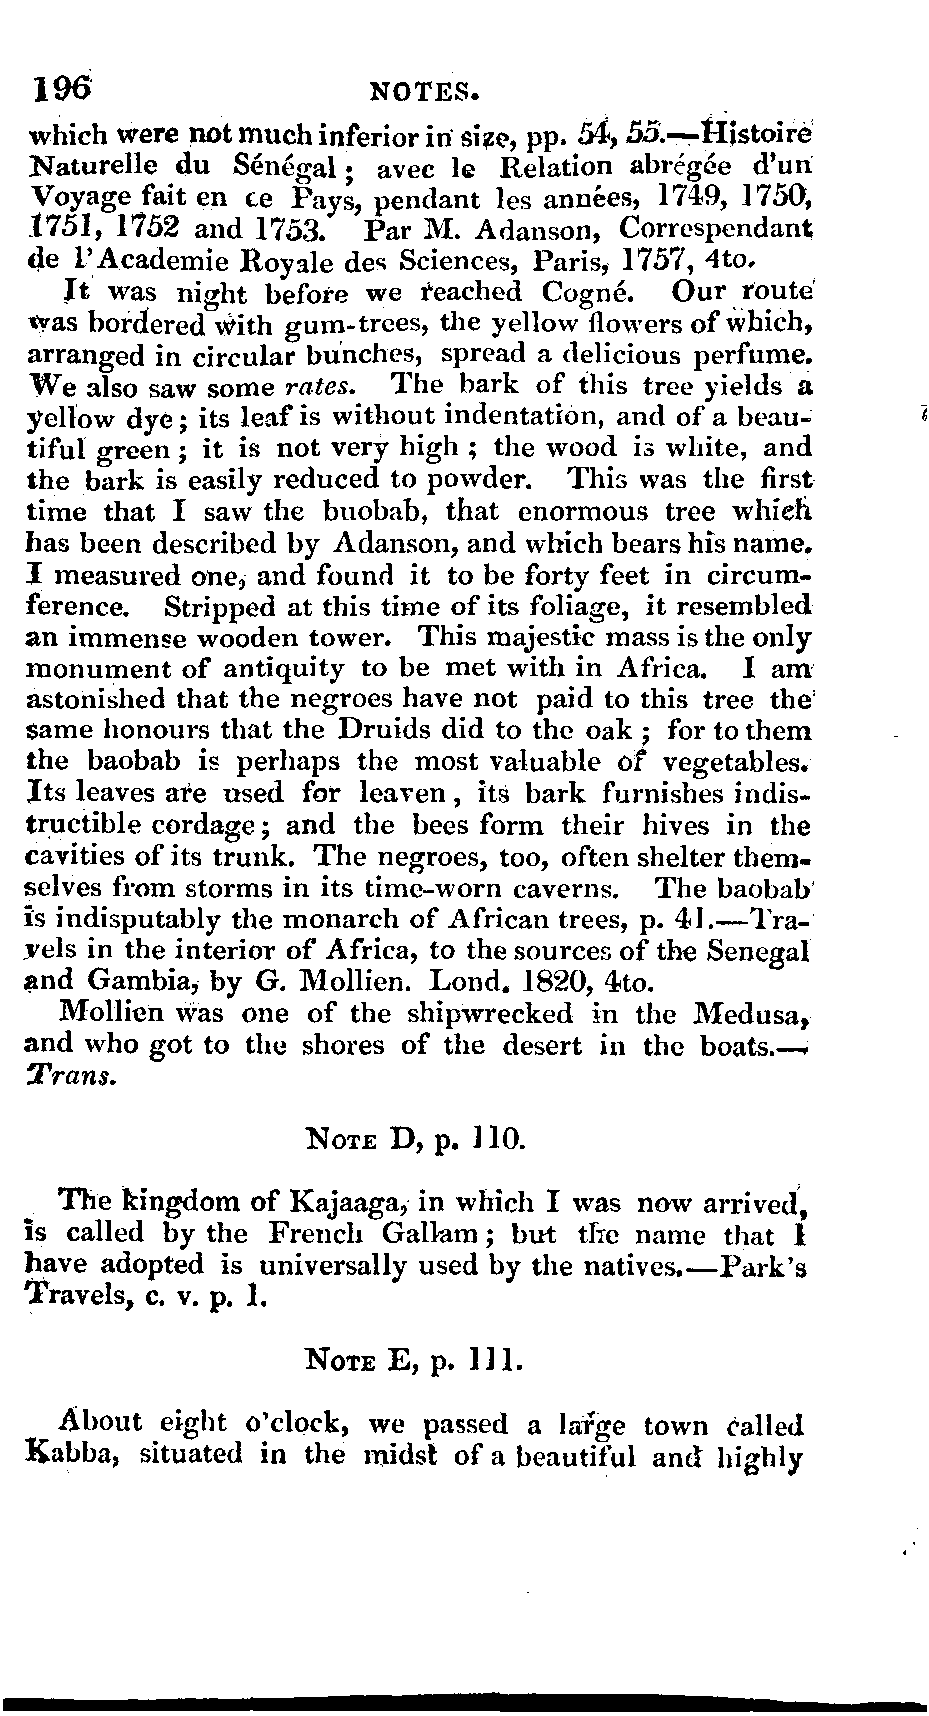 196 NOTES.
which were not much inferior in size, pp. 54, 55.—Histoire
Naturelle du Sénégal; avec le Relation abrégée d'un
Voyage fait en ce Pays, pendant les années, 1749, 1750,
1751, 1752 and 1753. Par M. Adanson, Correspendant
de l'Academie Royale des Sciences, Paris, 1757, 4to.
It was night before we reached Cogné. Our route
was bordered with gum-trees, the yellow flowers of which,
arranged in circular bunches, spread a delicious perfume.
We also saw some rates. The bark of this tree yields a
yellow dye; its leaf is without indentation, and of a beau-
tiful green; it is not very high; the wood is white, and
the bark is easily reduced to powder. This was the first
time that I saw the buobab, that enormous tree which
has been described by Adanson, and which bears his name.
I measured one, and found it to be forty feet in circum-
ference. Stripped at this time of its foliage, it resembled
an immense wooden tower. This majestic mass is the only
monument of antiquity to be met with in Africa. I am
astonished that the negroes have not paid to this tree the
same honours that the Druids did to the oak; for to them
the baobab is perhaps the most valuable of vegetables.
Its leaves are used for leaven, its bark furnishes indis-
tructible cordage; and the bees form their hives in the
cavities of its trunk. The negroes, too, often shelter them-
selves from storms in its time-worn caverns. The baobab
is indisputably the monarch of African trees, p. 41.—Tra-
vels in the interior of Africa, to the sources of the Senegal
and Gambia, by G. Mollien. Lond. 1820, 4to.
Mollien was one of the shipwrecked in the Medusa,
and who got to the shores of the desert in the boats.—
Trans.
NOTE D, p. 110.
The kingdom of Kajaaga, in which I was now arrived,
is called by the French Gallam; but the name that I
have adopted is universally used by the natives.—Park's
Travels, c. v. p. 1.
NOTE E, p. 111.
About eight o'clock, we passed a large town called
Kabba, situated in the midst of a beautiful and highly